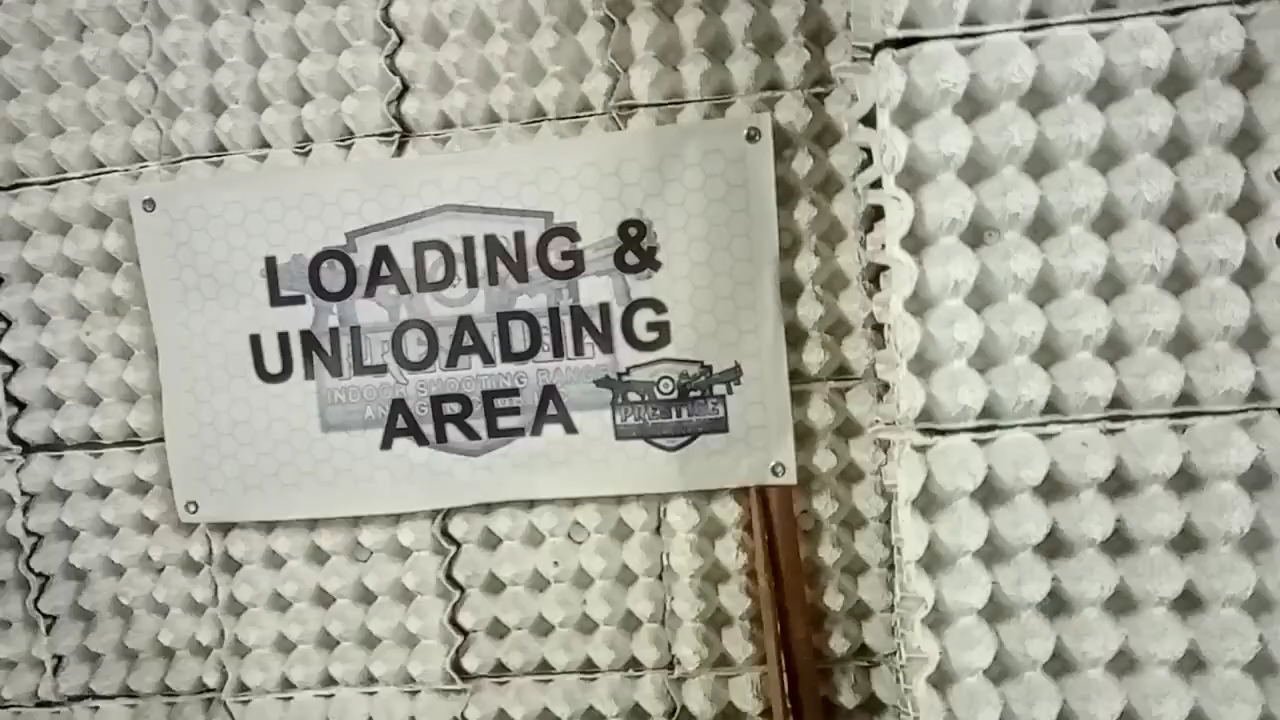 LOADING &
UNLOADING
AREA
INDOOR SHOOTING RANGE
PRESTIGE